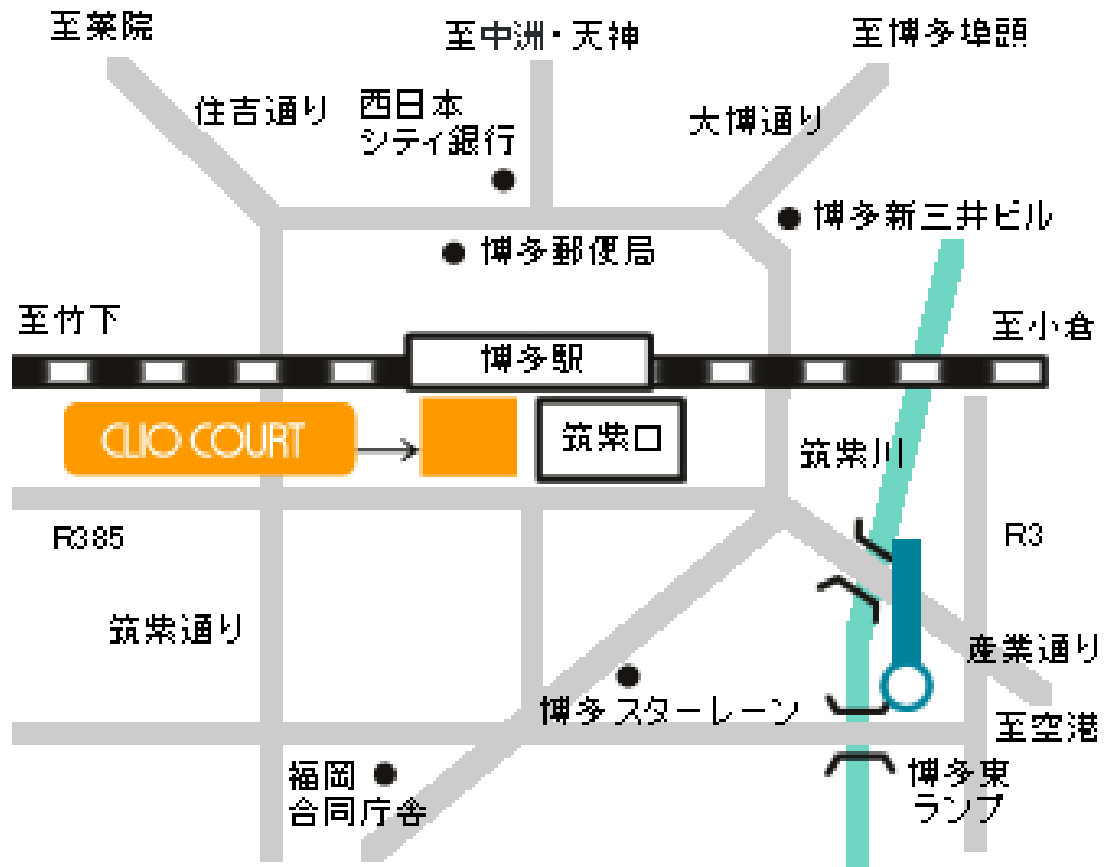 至薬院
至中洲・天神
至博多埠頭
住吉通り
西日本
シティ銀行
大博通り
博多新三井ビル
博多郵便局
至竹下
至小倉
博多駅
CLIO COURT
筑紫口
筑紫川
R385
R3
筑紫通り
産業通り
博多スターレーン
至空港
福岡
合同庁舎
博多東
ランプ